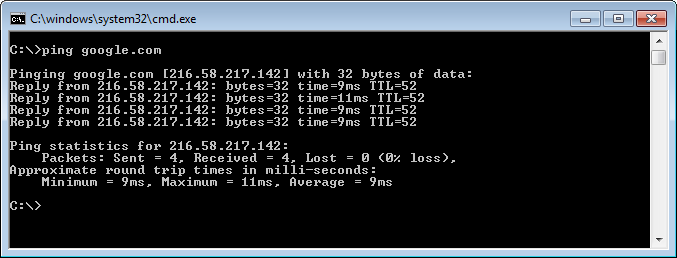 C:\windows\system32\cmd.exe
C:\>ping google.com
Pinging google.com [216.58.217.142] with 32 bytes of data:
Reply from 216.58.217.142: bytes=32 time=9ms TTL=52
Reply from 216.58.217.142: bytes=32 time=11ms TTL=52
Reply from 216.58.217.142: bytes=32 time=9ms TTL=52
Reply from 216.58.217.142: bytes=32 time=9ms TTL=52
Ping statistics for 216.58.217.142:
    Packets: Sent = 4, Received = 4, Lost = 0 (0% loss),
Approximate round trip times in milli-seconds:
    Minimum = 9ms, Maximum = 11ms, Average = 9ms
C:\>